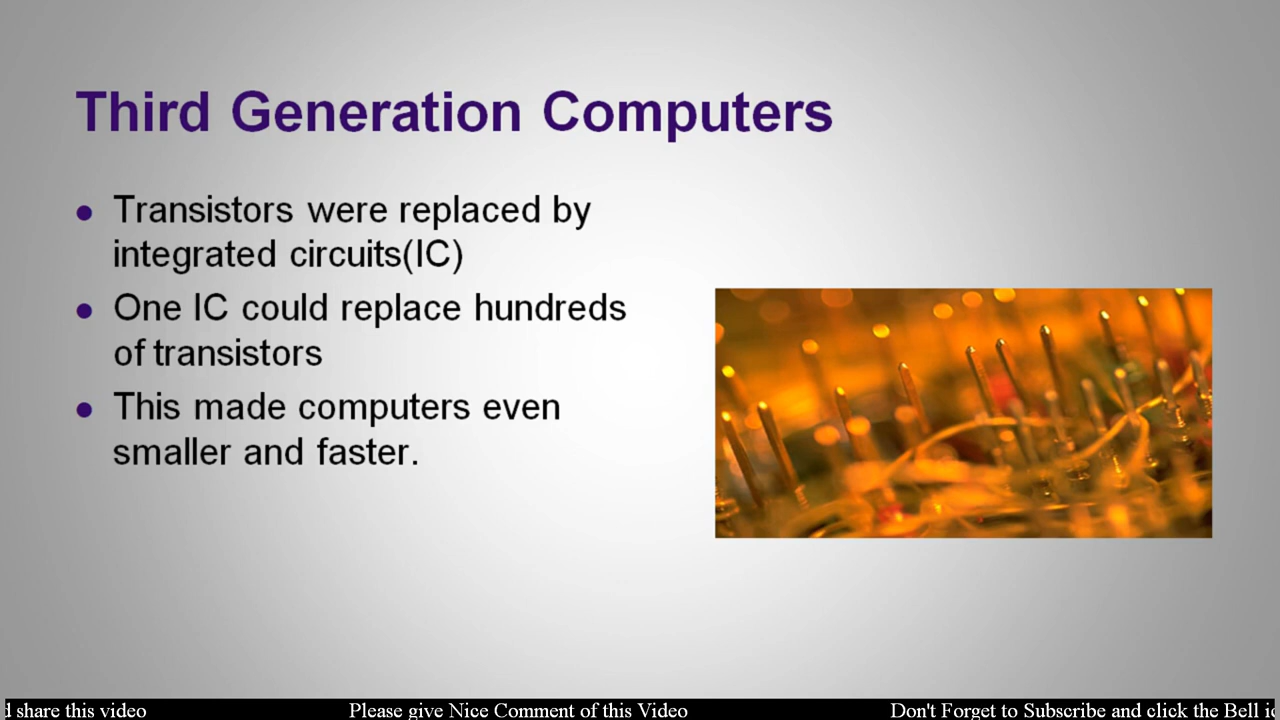 Third Generation Computers
Transistors were replaced by
integrated circuits(IC)
One IC could replace hundreds
of transistors
This made computers even
smaller and faster.
share this video Please give Nice Comment of this Video Don't Forget to Subscribe and click the Bell